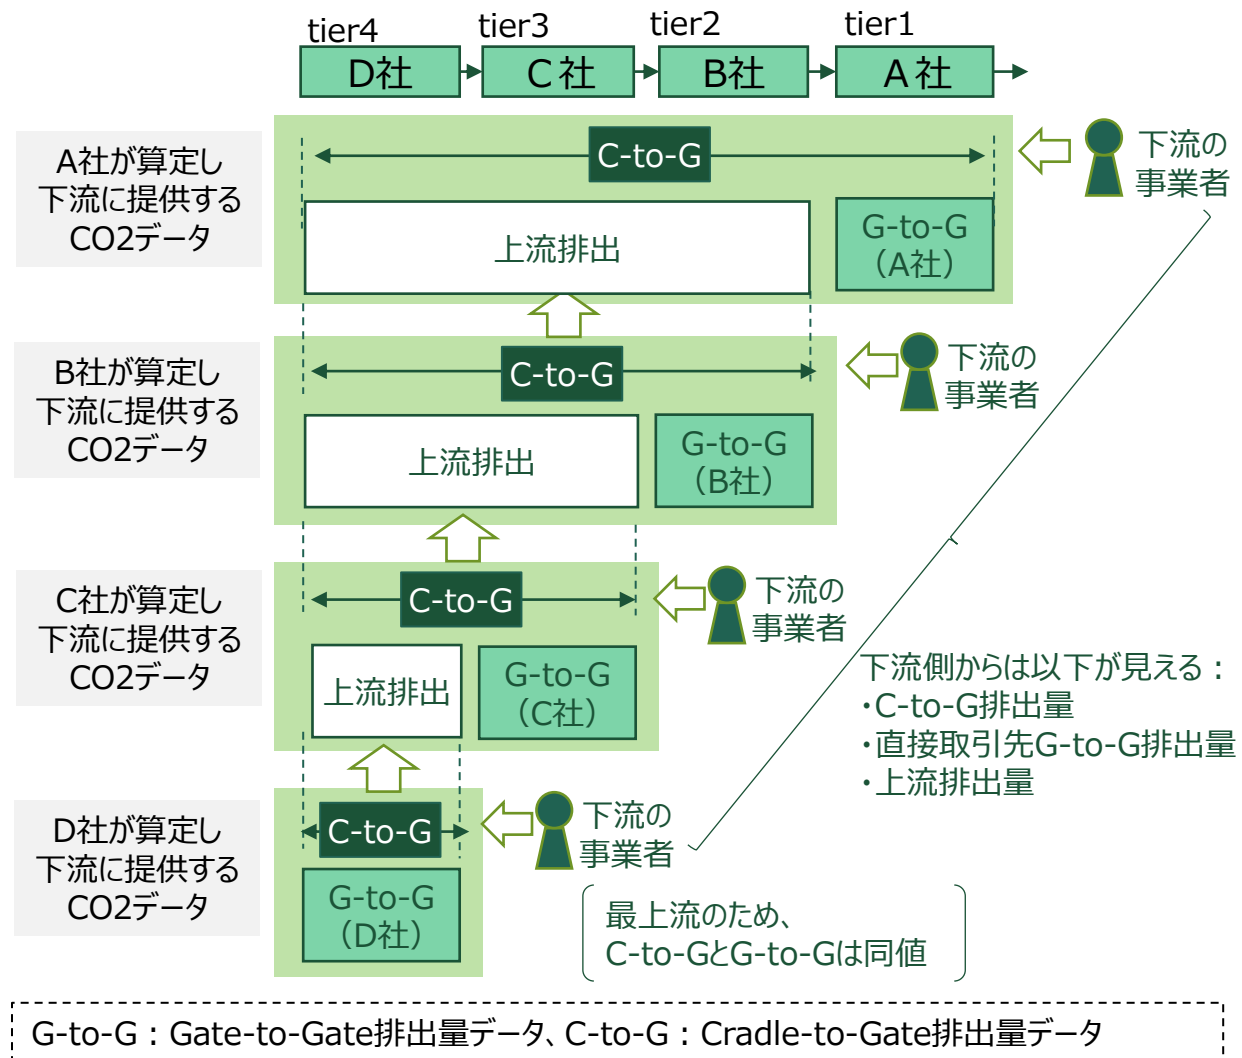 tier4
tier3
tier2
tier1
D社
C社
B社
A社
A社が算定し
下流に提供する
CO2データ
C-to-G
下流の
事業者
上流排出
G-to-G
（A社）
B社が算定し
下流に提供する
CO2データ
C-to-G
下流の
事業者
上流排出
G-to-G
（B社）
C社が算定し
下流に提供する
CO2データ
C-to-G
下流の
事業者
上流排出
G-to-G
（C社）
下流側からは以下が見える：
・C-to-G排出量
・直接取引先G-to-G排出量
・上流排出量
D社が算定し
下流に提供する
CO2データ
C-to-G
下流の
事業者
G-to-G
（D社）
最上流のため、
C-to-GとG-to-Gは同値
G-to-G：Gate-to-Gate排出量データ、C-to-G：Cradle-to-Gate排出量データ